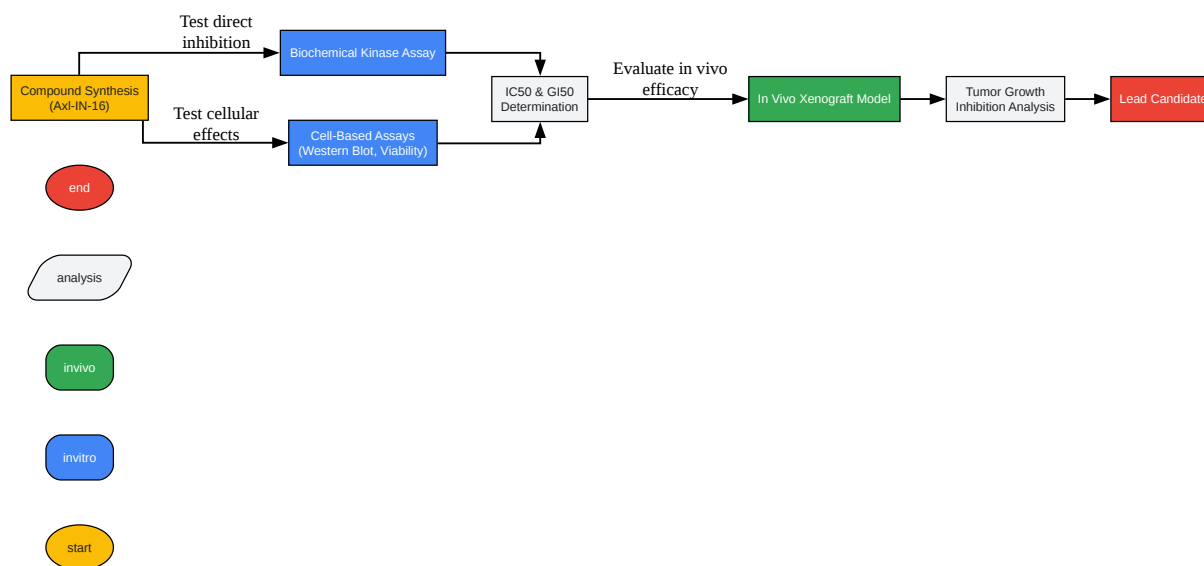 Test direct
inhibition
Biochemical Kinase Assay
Compound Synthesis
(Axl-IN-16)
Test cellular
effects
Cell-Based Assays
(Western Blot, Viability)
IC50 & GI50
Determination
Evaluate in vivo
efficacy
In Vivo Xenograft Model
Tumor Growth
Inhibition Analysis
Lead Candidate
end
analysis
invivo
invitro
start